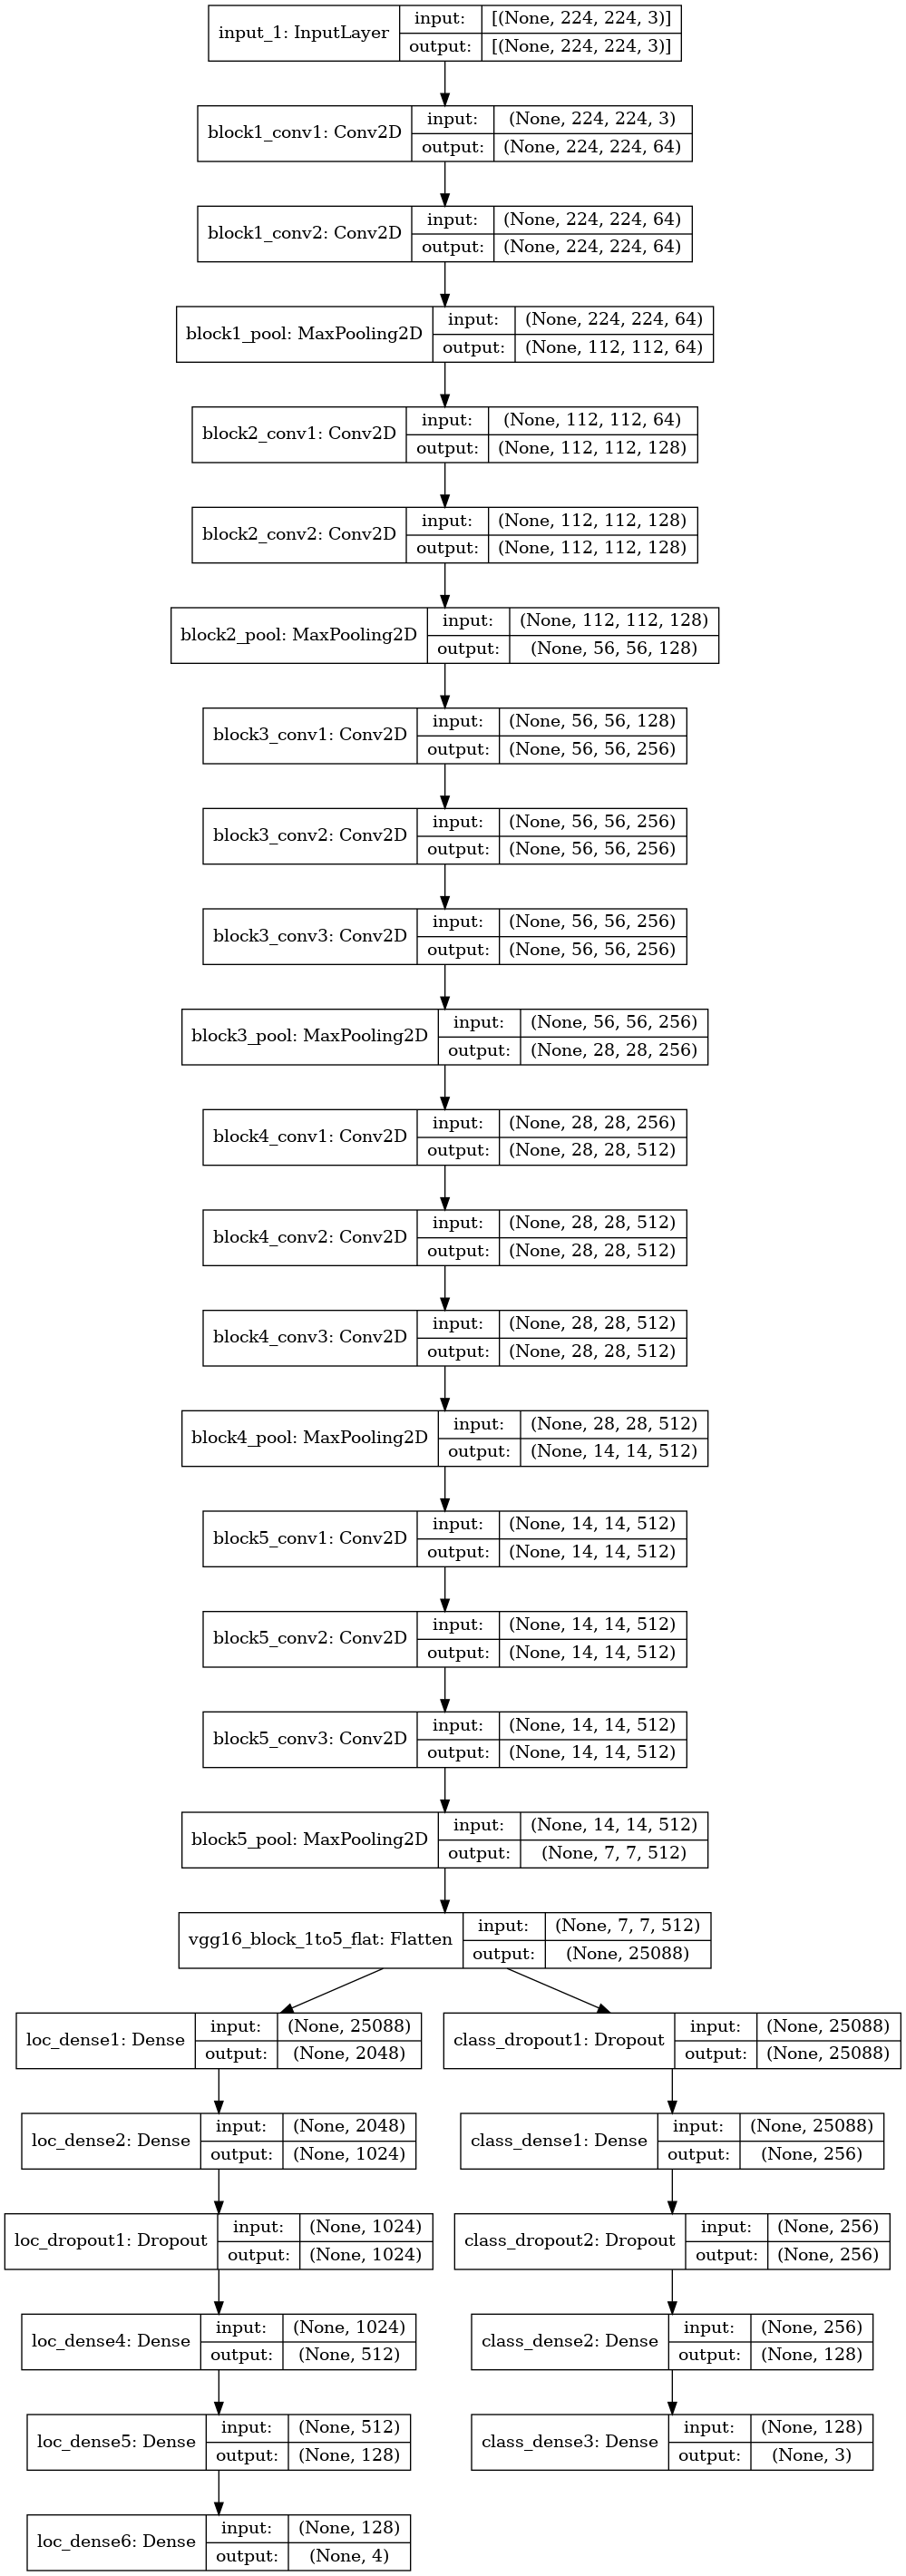 input_1: InputLayer
input: [(None, 224, 224, 3)]
output: [(None, 224, 224, 3)]
block1_conv1: Conv2D
input: (None, 224, 224, 3)
output: (None, 224, 224, 64)
block1_conv2: Conv2D
input: (None, 224, 224, 64)
output: (None, 224, 224, 64)
block1_pool: MaxPooling2D
input: (None, 224, 224, 64)
output: (None, 112, 112, 64)
block2_conv1: Conv2D
input: (None, 112, 112, 64)
output: (None, 112, 112, 128)
block2_conv2: Conv2D
input: (None, 112, 112, 128)
output: (None, 112, 112, 128)
block2_pool: MaxPooling2D
input: (None, 112, 112, 128)
output: (None, 56, 56, 128)
block3_conv1: Conv2D
input: (None, 56, 56, 128)
output: (None, 56, 56, 256)
block3_conv2: Conv2D
input: (None, 56, 56, 256)
output: (None, 56, 56, 256)
block3_conv3: Conv2D
input: (None, 56, 56, 256)
output: (None, 56, 56, 256)
block3_pool: MaxPooling2D
input: (None, 56, 56, 256)
output: (None, 28, 28, 256)
block4_conv1: Conv2D
input: (None, 28, 28, 256)
output: (None, 28, 28, 512)
block4_conv2: Conv2D
input: (None, 28, 28, 512)
output: (None, 28, 28, 512)
block4_conv3: Conv2D
input: (None, 28, 28, 512)
output: (None, 28, 28, 512)
block4_pool: MaxPooling2D
input: (None, 28, 28, 512)
output: (None, 14, 14, 512)
block5_conv1: Conv2D
input: (None, 14, 14, 512)
output: (None, 14, 14, 512)
block5_conv2: Conv2D
input: (None, 14, 14, 512)
output: (None, 14, 14, 512)
block5_conv3: Conv2D
input: (None, 14, 14, 512)
output: (None, 14, 14, 512)
block5_pool: MaxPooling2D
input: (None, 14, 14, 512)
output: (None, 7, 7, 512)
vgg16_block_1to5_flat: Flatten
input: (None, 7, 7, 512)
output: (None, 25088)
loc_dense1: Dense
input: (None, 25088)
output: (None, 2048)
loc_dense2: Dense
input: (None, 2048)
output: (None, 1024)
loc_dropout1: Dropout
input: (None, 1024)
output: (None, 1024)
loc_dense4: Dense
input: (None, 1024)
output: (None, 512)
loc_dense5: Dense
input: (None, 512)
output: (None, 128)
loc_dense6: Dense
input: (None, 128)
output: (None, 4)
class_dropout1: Dropout
input: (None, 25088)
output: (None, 25088)
class_dense1: Dense
input: (None, 25088)
output: (None, 256)
class_dropout2: Dropout
input: (None, 256)
output: (None, 256)
class_dense2: Dense
input: (None, 256)
output: (None, 128)
class_dense3: Dense
input: (None, 128)
output: (None, 3)